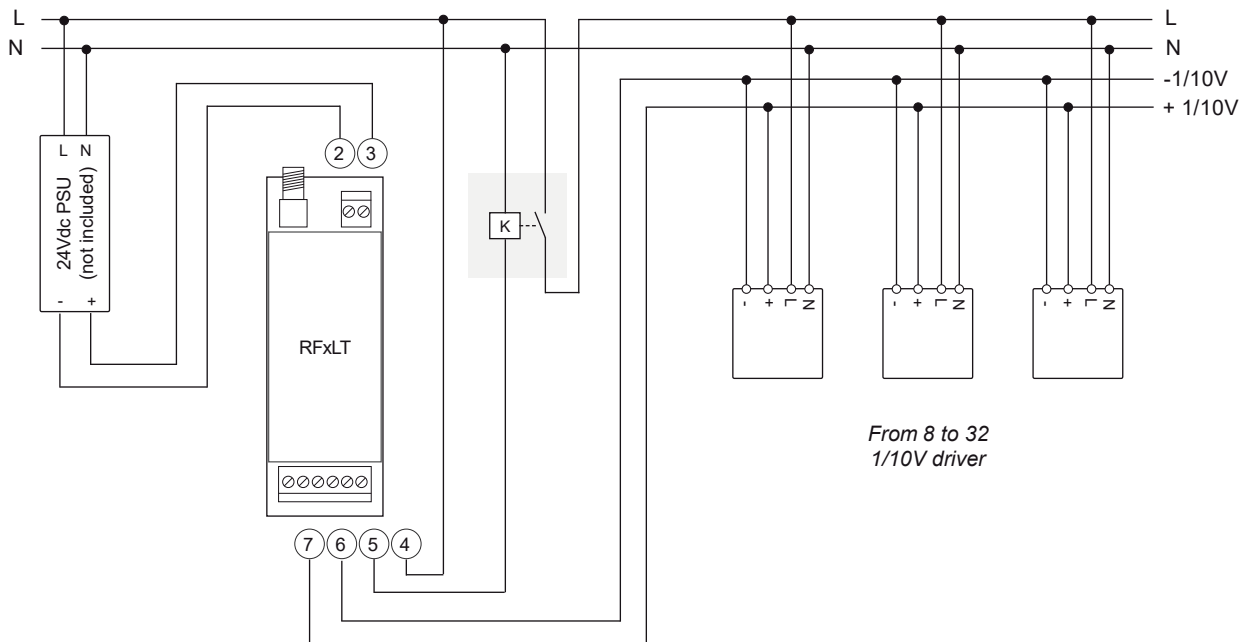 L
N
L
N
-1/10V
+ 1/10V
2
3
L N
24Vdc PSU
(not included)
- +
K
RFxLT
- + L N
- + L N
- + L N
From 8 to 32
1/10V driver
7
6
5
4